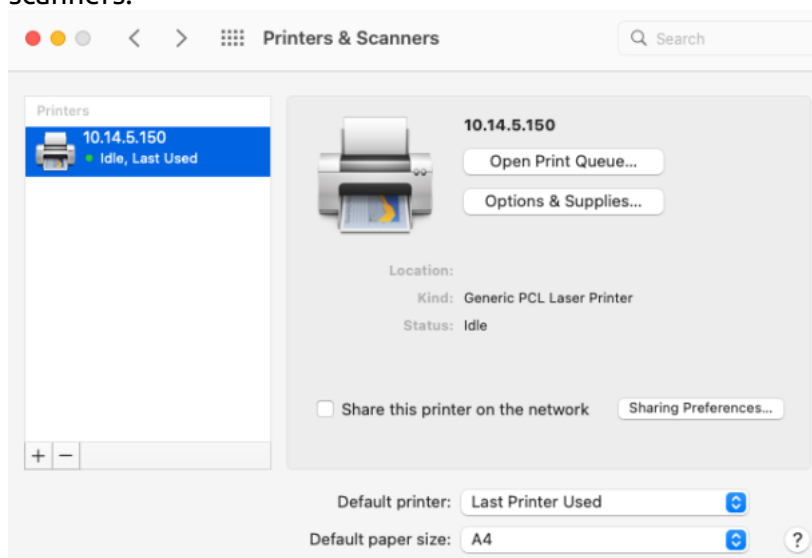 scanners.
Printers & Scanners
Search
Printers
10.14.5.150
Idle, Last Used
10.14.5.150
Open Print Queue...
Options & Supplies...
Location:
Kind: Generic PCL Laser Printer
Status: Idle
Share this printer on the network
Sharing Preferences...
+ −
Default printer: Last Printer Used
Default paper size: A4
?